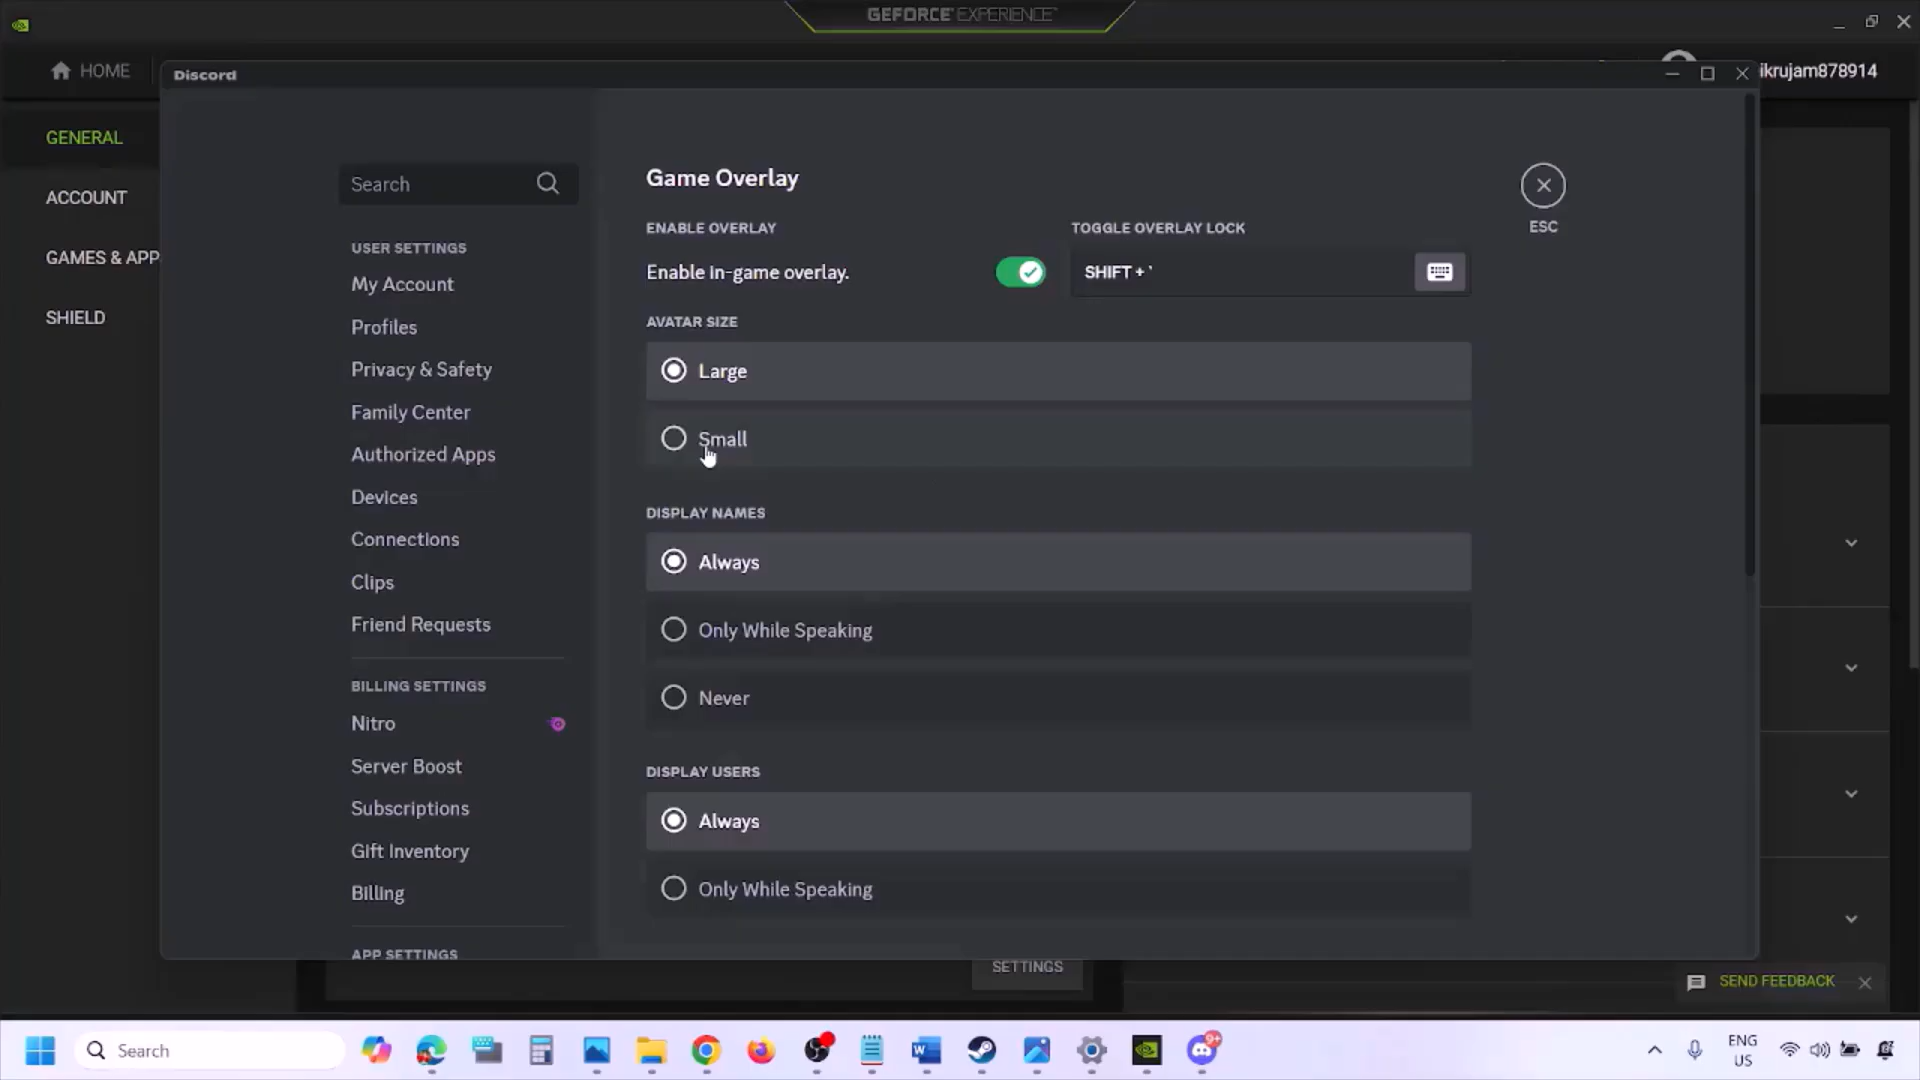 GEFORCE EXPERIENCE
HOME
ikrujam878914
GENERAL
ACCOUNT
GAMES & APP
SHIELD
Discord
Search
USER SETTINGS
My Account
Profiles
Privacy & Safety
Family Center
Authorized Apps
Devices
Connections
Clips
Friend Requests
BILLING SETTINGS
Nitro
Server Boost
Subscriptions
Gift Inventory
Billing
APP SETTINGS
Game Overlay
ENABLE OVERLAY
Enable in-game overlay.
TOGGLE OVERLAY LOCK
SHIFT + `
ESC
AVATAR SIZE
Large
Small
DISPLAY NAMES
Always
Only While Speaking
Never
DISPLAY USERS
Always
Only While Speaking
SETTINGS
SEND FEEDBACK
Search
9+
ENG
US